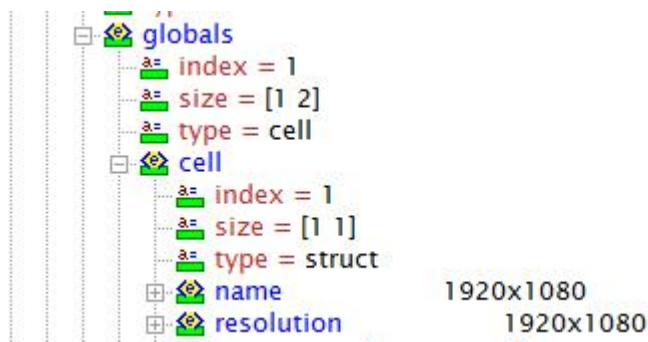 globals
a= index = 1
a= size = [1 2]
a= type = cell
<e> cell
a= index = 1
a= size = [1 1]
a= type = struct
<e> name 1920x1080
<e> resolution 1920x1080